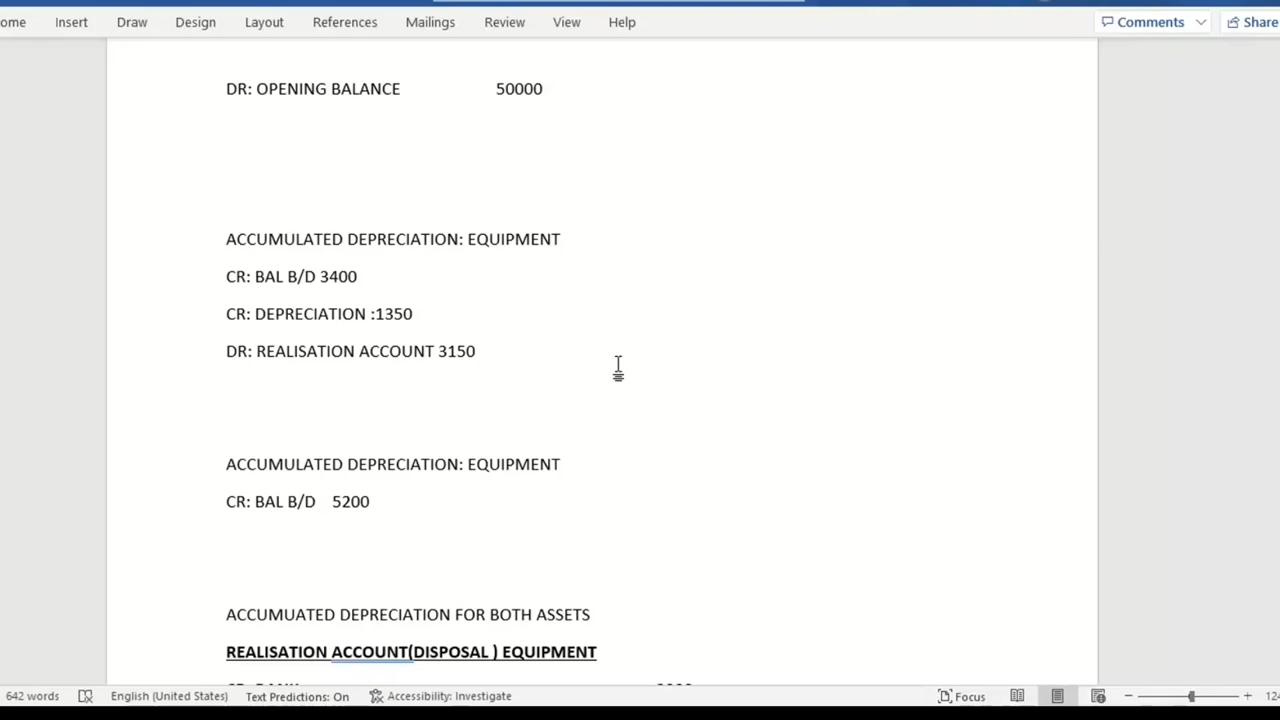 ome Insert Draw Design Layout References Mailings Review View Help Comments Share
DR: OPENING BALANCE 50000
ACCUMULATED DEPRECIATION: EQUIPMENT
CR: BAL B/D 3400
CR: DEPRECIATION :1350
DR: REALISATION ACCOUNT 3150
ACCUMULATED DEPRECIATION: EQUIPMENT
CR: BAL B/D 5200
ACCUMUATED DEPRECIATION FOR BOTH ASSETS
REALISATION ACCOUNT(DISPOSAL ) EQUIPMENT
642 words English (United States) Text Predictions: On Accessibility: Investigate Focus 124